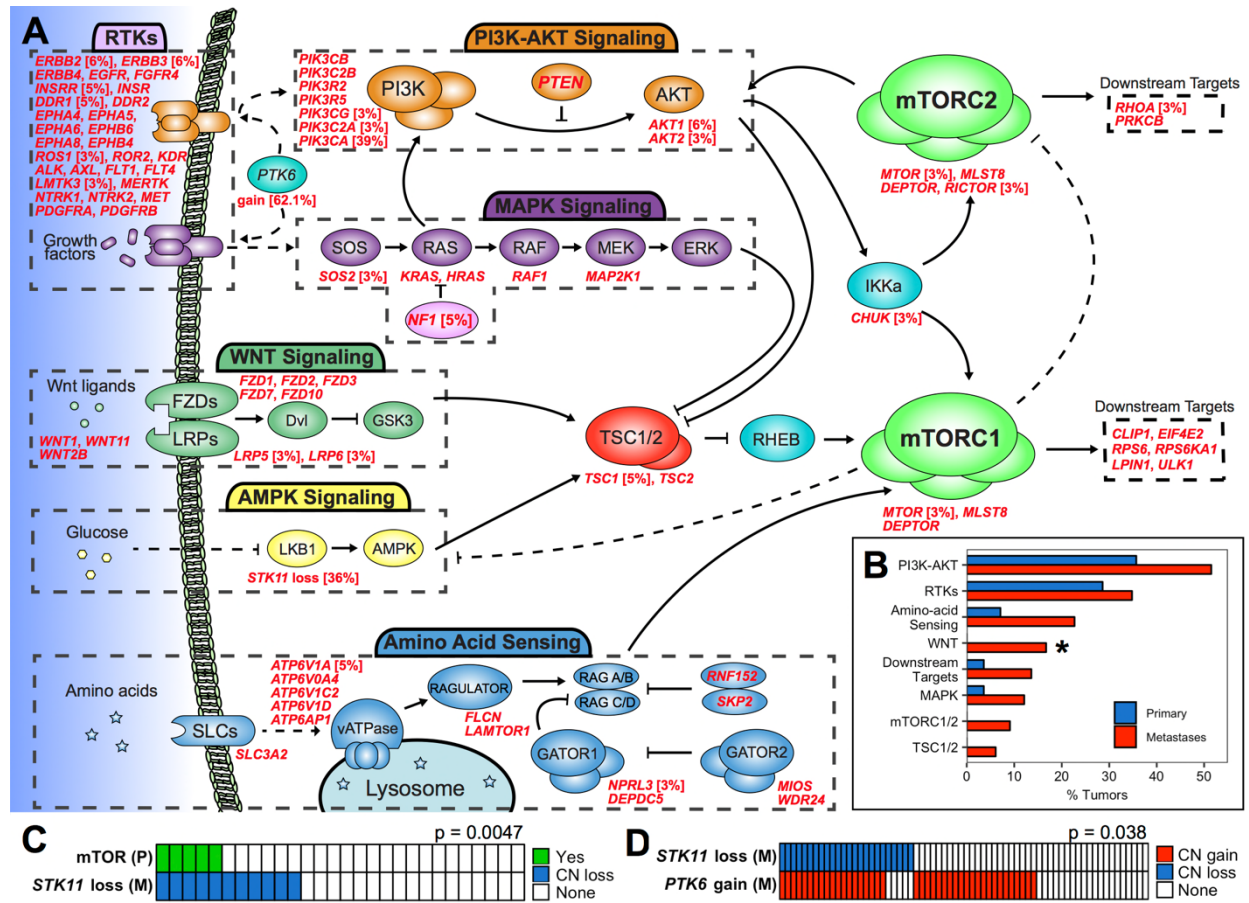 A
RTKs
ERBB2 [6%], ERBB3 [6%]
ERBB4, EGFR, FGFR4
INSRR [5%], INSR
DDR1 [5%], DDR2
EPHA4, EPHA5,
EPHA6, EPHB6
EPHA8, EPHB4
ROS1 [3%], ROR2, KDR
ALK, AXL, FLT1, FLT4
LMTK3 [3%], MERTK
NTRK1, NTRK2, MET
PDGFRA, PDGFRB
Growth
factors
PTK6
gain [62.1%]
PI3K-AKT Signaling
PIK3CB
PIK3C2B
PIK3R2
PIK3R5
PIK3CG [3%]
PIK3C2A [3%]
PIK3CA [39%]
PI3K
PTEN
AKT
AKT1 [6%]
AKT2 [3%]
mTORC2
MTOR [3%], MLST8
DEPTOR, RICTOR [3%]
Downstream Targets
RHOA [3%]
PRKCB
MAPK Signaling
SOS
RAS
RAF
MEK
ERK
SOS2 [3%]
KRAS, HRAS
RAF1
MAP2K1
NF1 [5%]
IKKa
CHUK [3%]
WNT Signaling
Wnt ligands
WNT1, WNT11
WNT2B
FZDs
LRPs
FZD1, FZD2, FZD3
FZD7, FZD10
Dvl
GSK3
LRP5 [3%], LRP6 [3%]
TSC1/2
TSC1 [5%], TSC2
RHEB
mTORC1
MTOR [3%], MLST8
DEPTOR
Downstream Targets
CLIP1, EIF4E2
RPS6, RPS6KA1
LPIN1, ULK1
AMPK Signaling
Glucose
LKB1
AMPK
STK11 loss [36%]
Amino Acid Sensing
Amino acids
SLCs
SLC3A2
ATP6V1A [5%]
ATP6V0A4
ATP6V1C2
ATP6V1D
ATP6AP1
vATPase
Lysosome
RAGULATOR
FLCN
LAMTOR1
RAG A/B
RAG C/D
RNF152
SKP2
GATOR1
NPRL3 [3%]
DEPDC5
GATOR2
MIOS
WDR24
B
PI3K-AKT
RTKs
Amino-acid
Sensing
WNT
*
Downstream
Targets
MAPK
mTORC1/2
TSC1/2
Primary
Metastases
0 10 20 30 40 50
% Tumors
C
p = 0.0047
mTOR (P)
STK11 loss (M)
Yes
CN loss
None
D
p = 0.038
STK11 loss (M)
PTK6 gain (M)
CN gain
CN loss
None